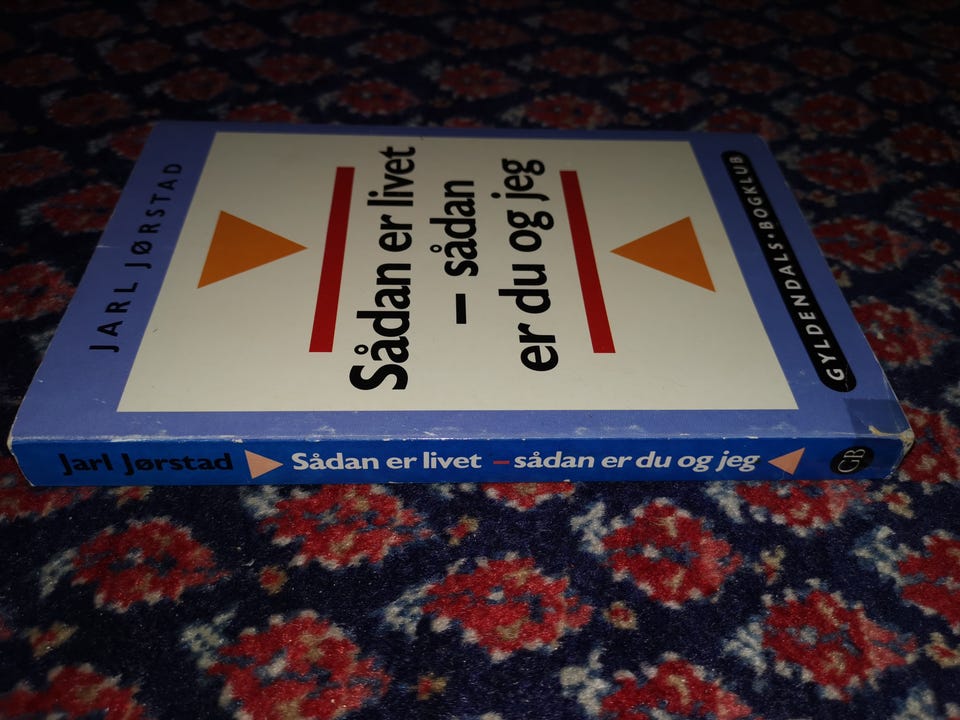 JARL JØRSTAD
Sådan er livet
– sådan
er du og jeg
GYLDENDALS•BOGKLUB
Jarl Jørstad Sådan er livet – sådan er du og jeg GB